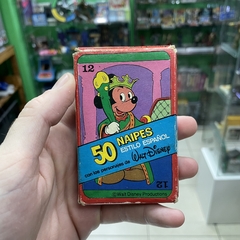 12
50 NAIPES
ESTILO ESPAÑOL
con los personajes de WALT DISNEY
© Walt Disney Productions
12